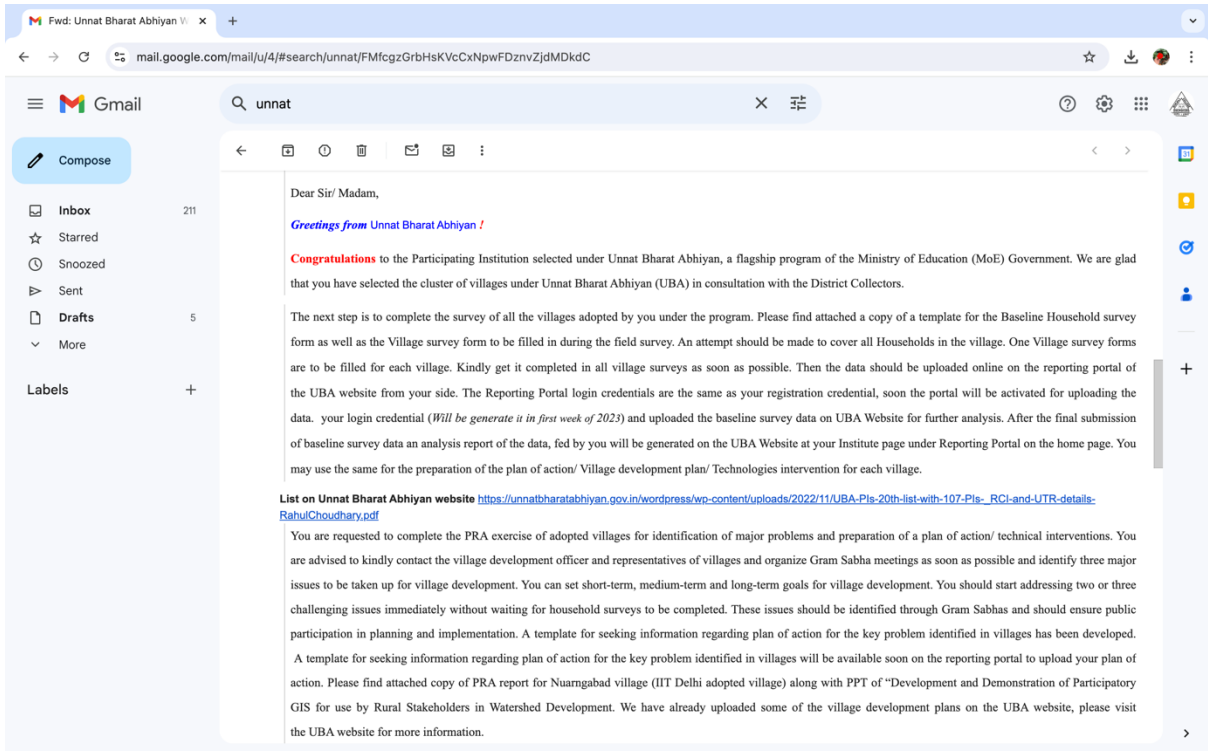 Fwd: Unnat Bharat Abhiyan W
mail.google.com/mail/u/4/#search/unnat/FMfcgzGrbHsKVcCxNpwFDznvZjdMDkdC
Gmail
unnat
Compose
Inbox 211
Starred
Snoozed
Sent
Drafts 5
More
Labels
31
Dear Sir/ Madam,
Greetings from Unnat Bharat Abhiyan !
Congratulations to the Participating Institution selected under Unnat Bharat Abhiyan, a flagship program of the Ministry of Education (MoE) Government. We are glad
that you have selected the cluster of villages under Unnat Bharat Abhiyan (UBA) in consultation with the District Collectors.
The next step is to complete the survey of all the villages adopted by you under the program. Please find attached a copy of a template for the Baseline Household survey
form as well as the Village survey form to be filled in during the field survey. An attempt should be made to cover all Households in the village. One Village survey forms
are to be filled for each village. Kindly get it completed in all village surveys as soon as possible. Then the data should be uploaded online on the reporting portal of
the UBA website from your side. The Reporting Portal login credentials are the same as your registration credential, soon the portal will be activated for uploading the
data. your login credential (Will be generate it in first week of 2023) and uploaded the baseline survey data on UBA Website for further analysis. After the final submission
of baseline survey data an analysis report of the data, fed by you will be generated on the UBA Website at your Institute page under Reporting Portal on the home page. You
may use the same for the preparation of the plan of action/ Village development plan/ Technologies intervention for each village.
List on Unnat Bharat Abhiyan website https://unnatbharatabhiyan.gov.in/wordpress/wp-content/uploads/2022/11/UBA-PIs-20th-list-with-107-PIs-_RCI-and-UTR-details-
RahulChoudhary.pdf
You are requested to complete the PRA exercise of adopted villages for identification of major problems and preparation of a plan of action/ technical interventions. You
are advised to kindly contact the village development officer and representatives of villages and organize Gram Sabha meetings as soon as possible and identify three major
issues to be taken up for village development. You can set short-term, medium-term and long-term goals for village development. You should start addressing two or three
challenging issues immediately without waiting for household surveys to be completed. These issues should be identified through Gram Sabhas and should ensure public
participation in planning and implementation. A template for seeking information regarding plan of action for the key problem identified in villages has been developed.
A template for seeking information regarding plan of action for the key problem identified in villages will be available soon on the reporting portal to upload your plan of
action. Please find attached copy of PRA report for Nuarngabad village (IIT Delhi adopted village) along with PPT of “Development and Demonstration of Participatory
GIS for use by Rural Stakeholders in Watershed Development. We have already uploaded some of the village development plans on the UBA website, please visit
the UBA website for more information.